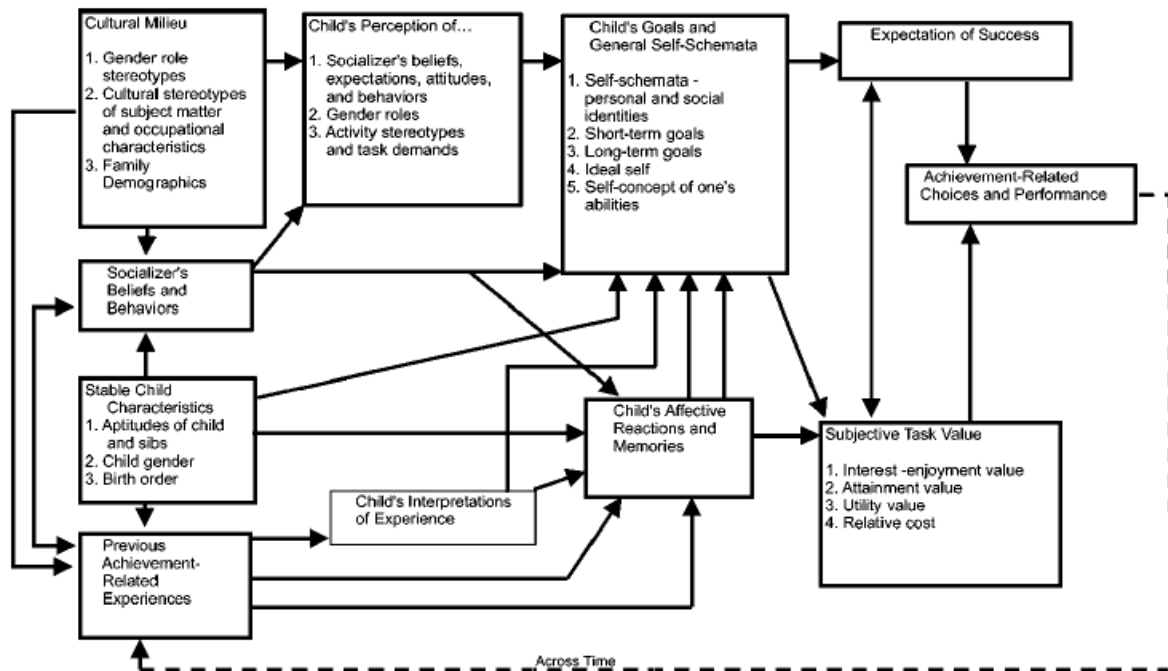 Cultural Milieu
1. Gender role
stereotypes
2. Cultural stereotypes
of subject matter
and occupational
characteristics
3. Family
Demographics
Child's Perception of...
1. Socializer's beliefs,
expectations, attitudes,
and behaviors
2. Gender roles
3. Activity stereotypes
and task demands
Child's Goals and
General Self-Schemata
1. Self-schemata -
personal and social
identities
2. Short-term goals
3. Long-term goals
4. Ideal self
5. Self-concept of one's
abilities
Expectation of Success
Achievement-Related
Choices and Performance
Socializer's
Beliefs and
Behaviors
Stable Child
Characteristics
1. Aptitudes of child
and sibs
2. Child gender
3. Birth order
Child's Affective
Reactions and
Memories
Subjective Task Value
1. Interest -enjoyment value
2. Attainment value
3. Utility value
4. Relative cost
Child's Interpretations
of Experience
Previous
Achievement-
Related
Experiences
Across Time